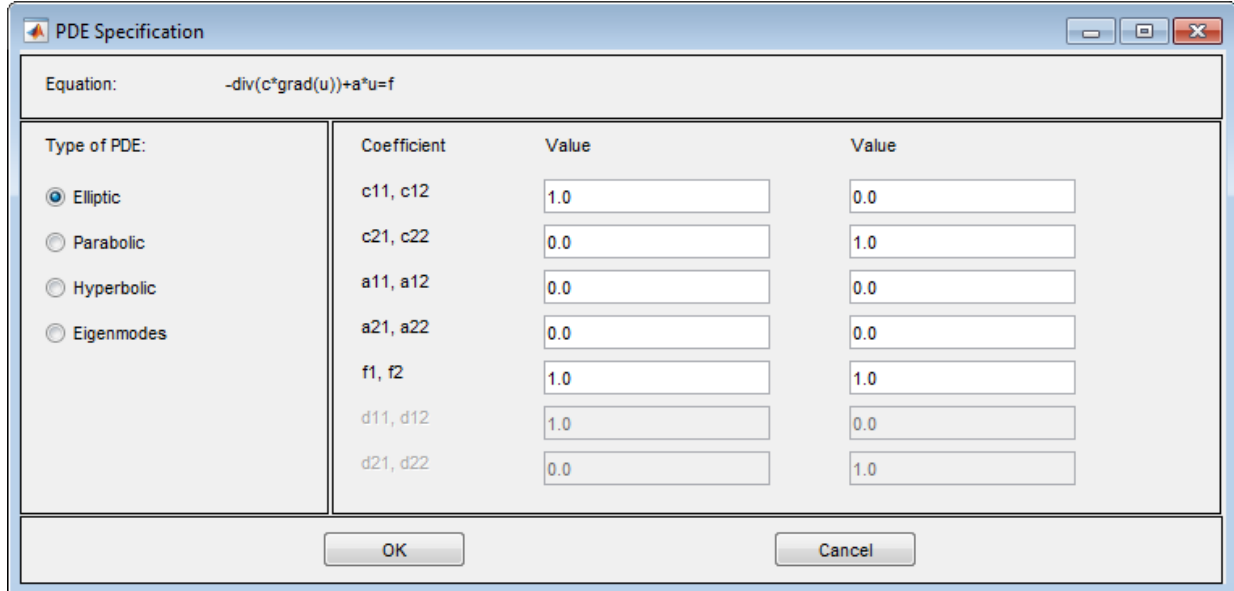 PDE Specification
Equation: -div(c*grad(u))+a*u=f
Type of PDE:
Elliptic
Parabolic
Hyperbolic
Eigenmodes
Coefficient Value Value
c11, c12 1.0 0.0
c21, c22 0.0 1.0
a11, a12 0.0 0.0
a21, a22 0.0 0.0
f1, f2 1.0 1.0
d11, d12 1.0 0.0
d21, d22 0.0 1.0
OK Cancel